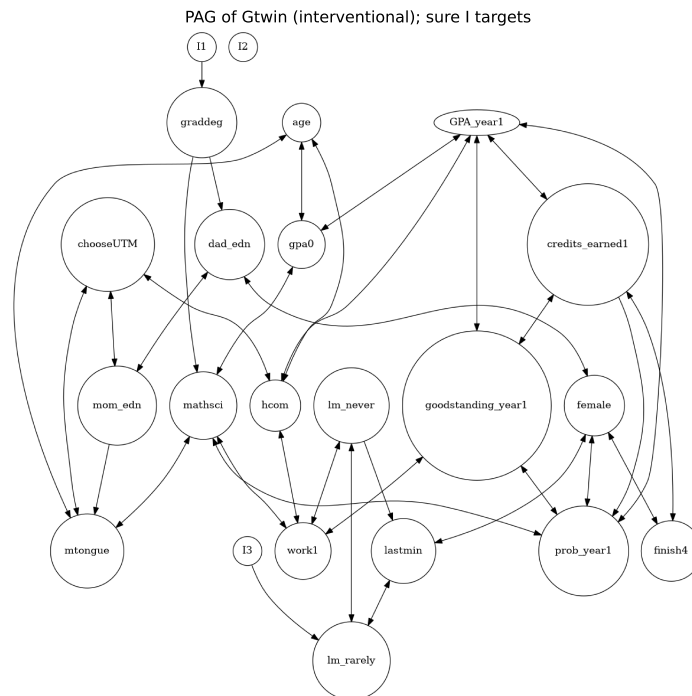 PAG of Gtwin (interventional); sure I targets
I1
I2
graddeg
age
GPA_year1
chooseUTM
dad_edn
gpa0
credits_earned1
mom_edn
mathsci
hcom
lm_never
goodstanding_year1
female
mtongue
I3
work1
lastmin
prob_year1
finish4
lm_rarely